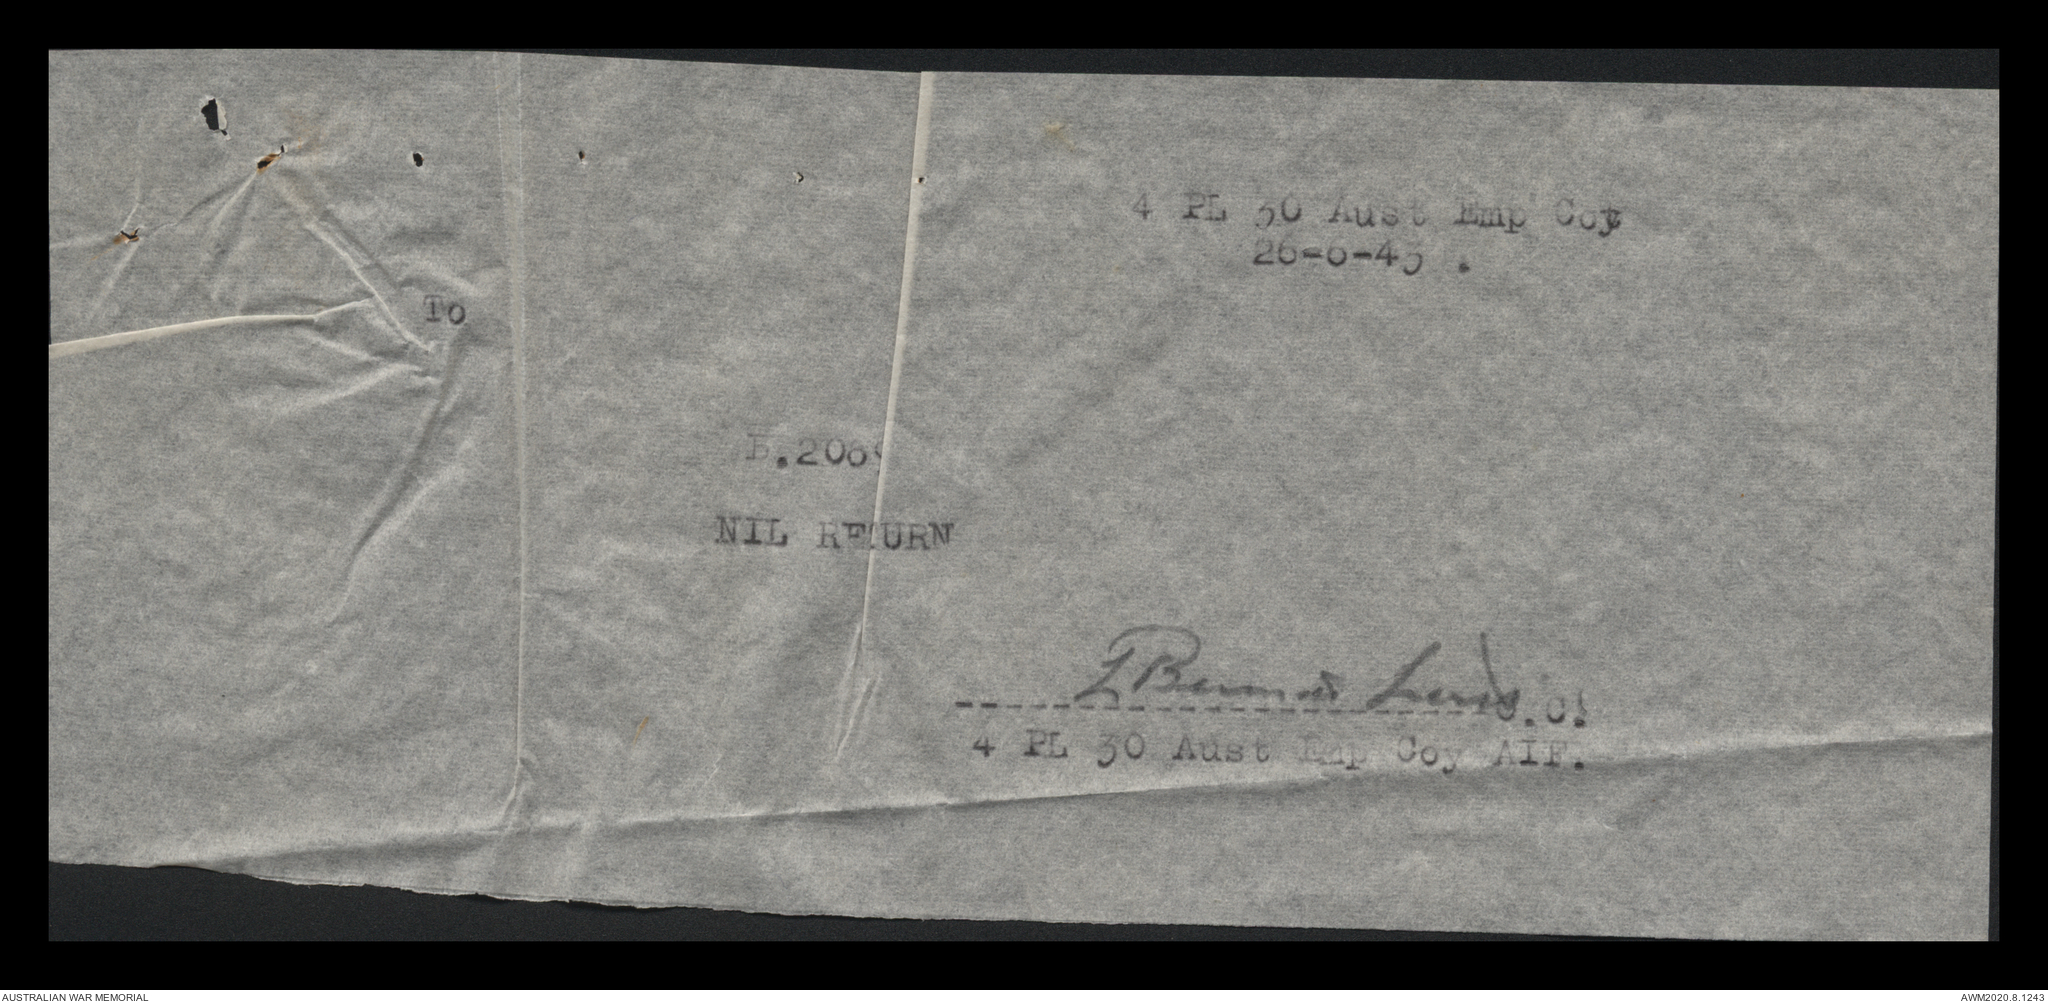 4 PL 30 Aust Emp Coy
26-6-43 .
To
NIL RETURN
O.C.
4 PL 30 Aust Emp Coy AIF.
AUSTRALIAN WAR MEMORIAL
AWM2020.8.1243